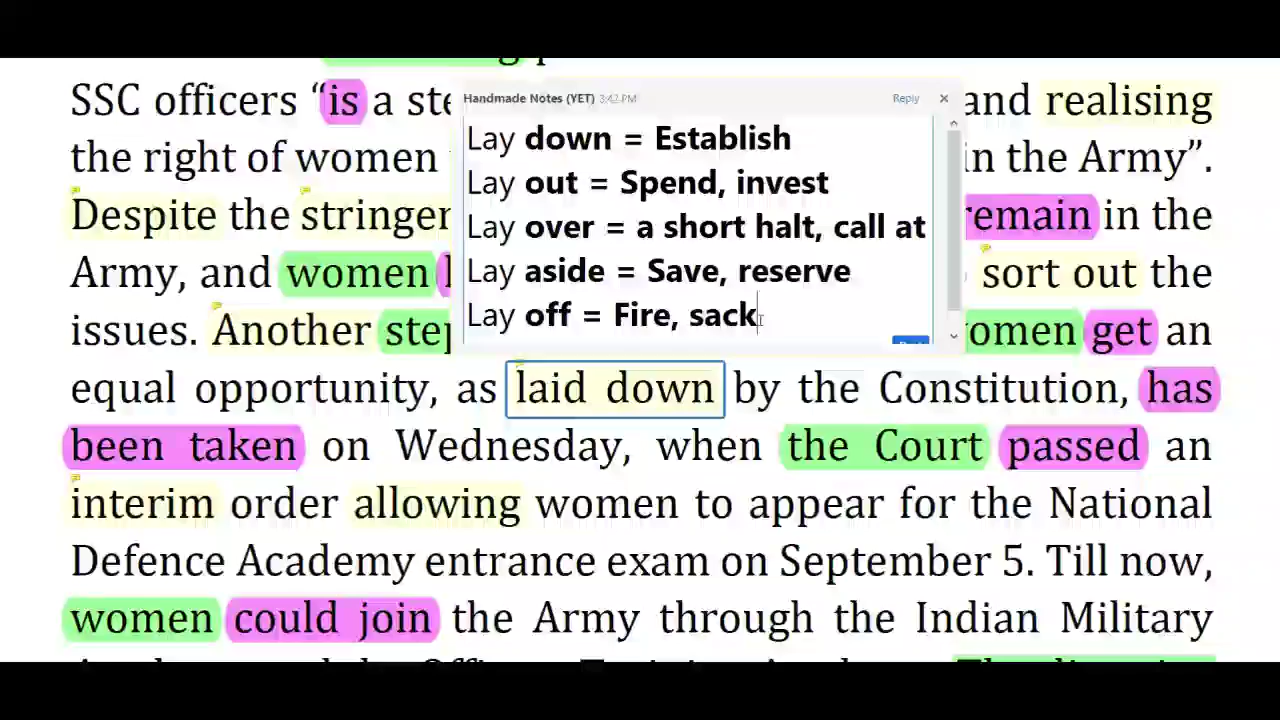 SSC officers “is a ste
and realising
the right of women
in the Army”.
Despite the stringen
remain in the
Army, and women
sort out the
issues. Another step
women get an
Handmade Notes (YET) 3:42 PM
Reply
Lay down = Establish
Lay out = Spend, invest
Lay over = a short halt, call at
Lay aside = Save, reserve
Lay off = Fire, sack
equal opportunity, as laid down by the Constitution, has
been taken on Wednesday, when the Court passed an
interim order allowing women to appear for the National
Defence Academy entrance exam on September 5. Till now,
women could join the Army through the Indian Military